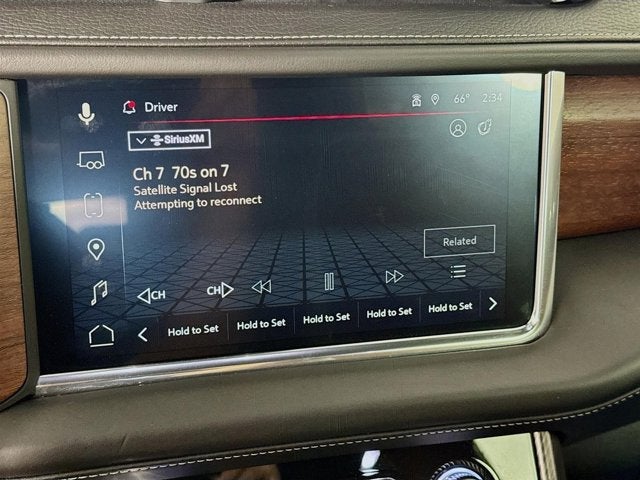 Driver
66° 2:34
SiriusXM
Ch 7 70s on 7
Satellite Signal Lost
Attempting to reconnect
Related
CH CH
Hold to Set Hold to Set Hold to Set Hold to Set Hold to Set